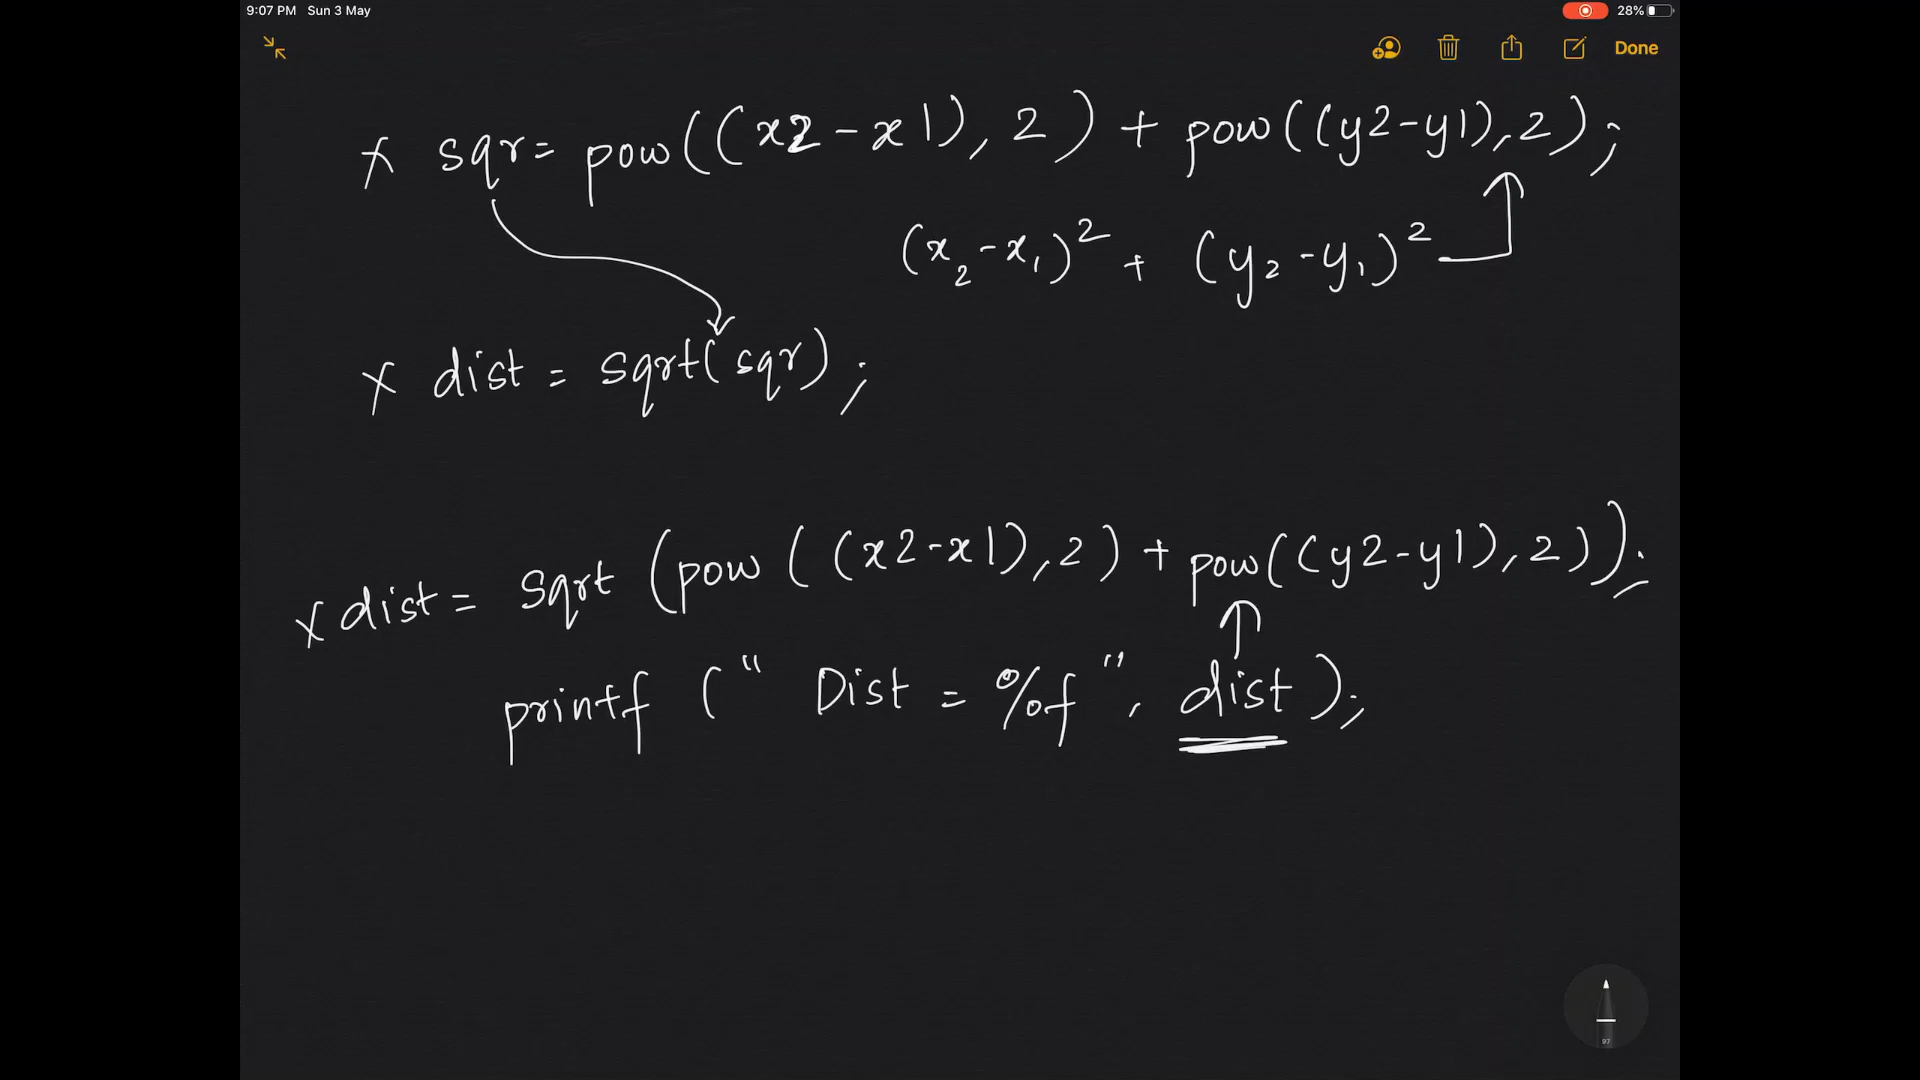 9:07 PM Sun 3 May 28%
Done
x sqr= pow((x2-x1), 2) + pow((y2-y1),2);
(x₂-x₁)² + (y₂-y₁)²
x dist = sqrt(sqr);
x dist= sqrt (pow ((x2-x1),2) + pow((y2-y1),2));
printf (" Dist = %f", dist);
97